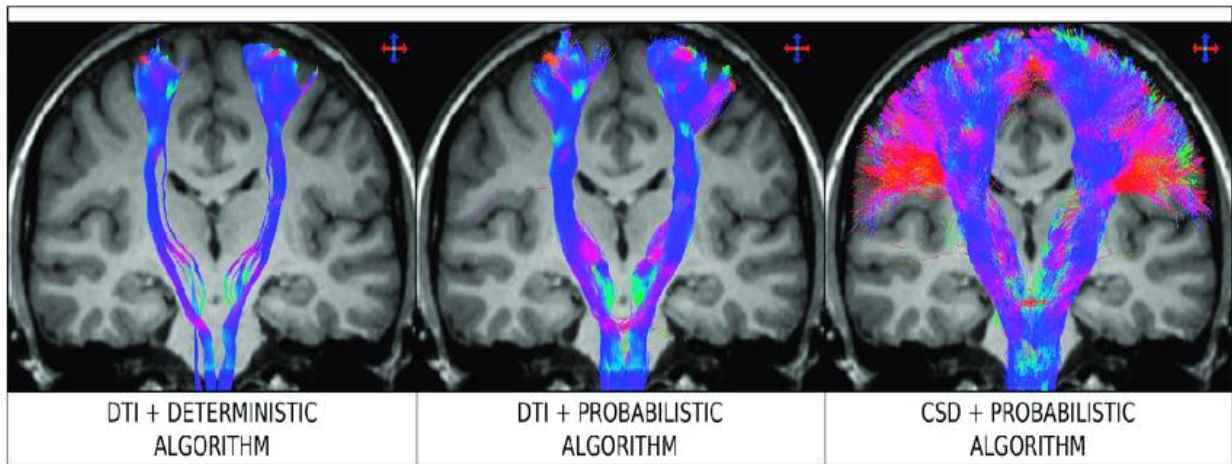 DTI + DETERMINISTIC
ALGORITHM
DTI + PROBABILISTIC
ALGORITHM
CSD + PROBABILISTIC
ALGORITHM